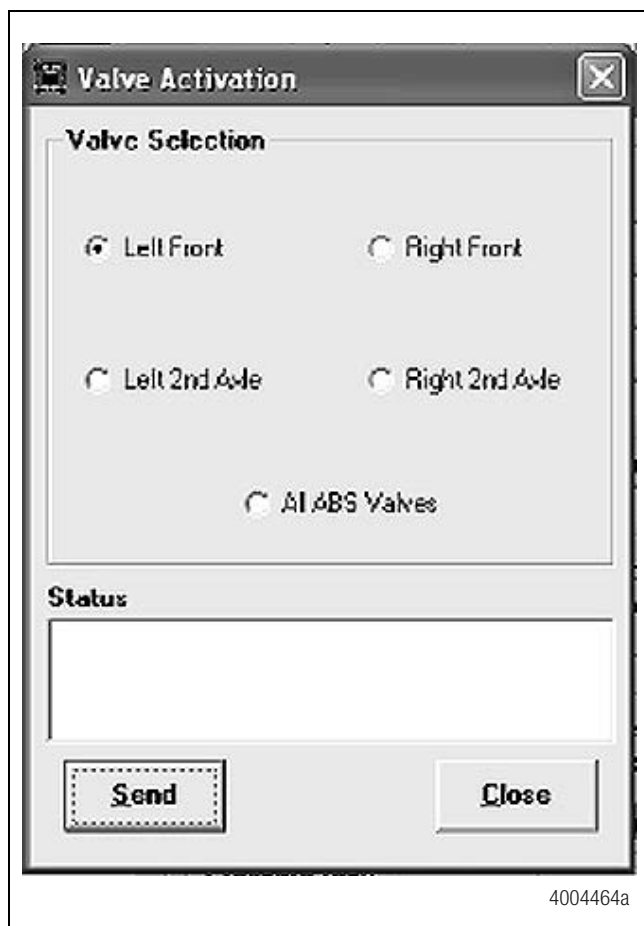 Valve Activation
Valve Selection
Left Front
Right Front
Left 2nd Axle
Right 2nd Axle
All ABS Valves
Status
Send
Close
4004464a